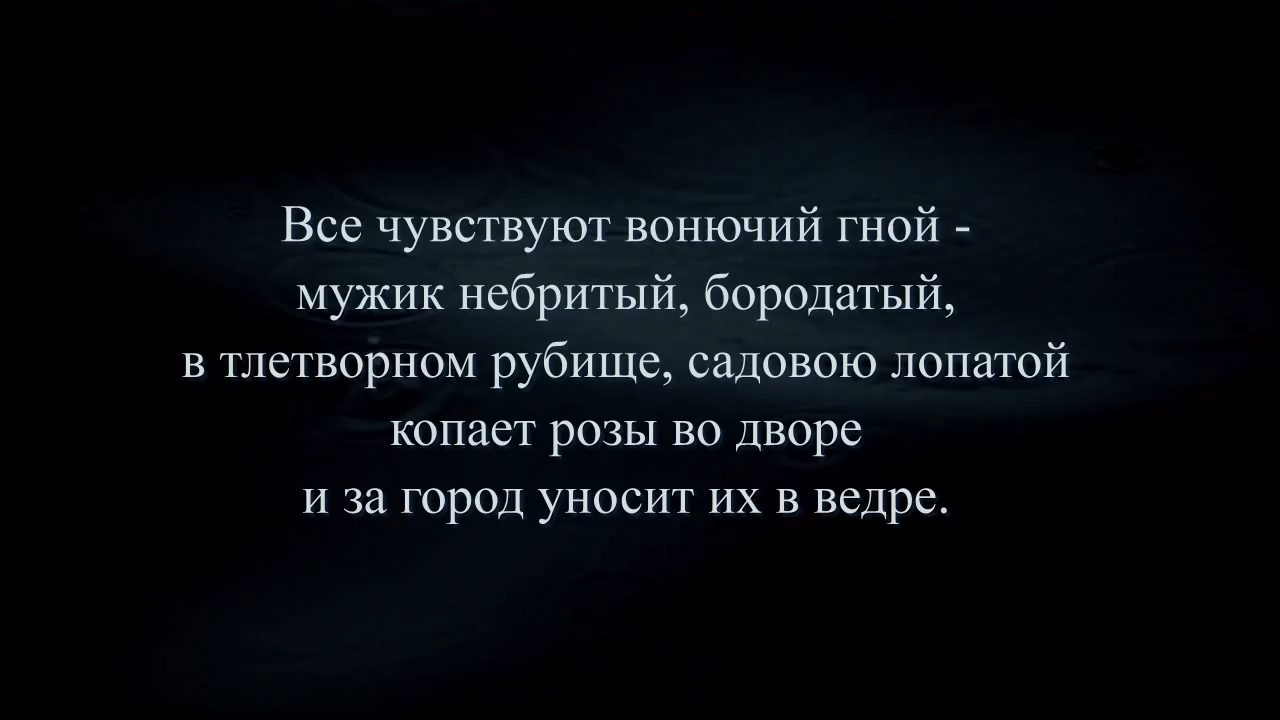 Все чувствуют вонючий гной -
мужик небритый, бородатый,
в тлетворном рубище, садовою лопатой
копает розы во дворе
и за город уносит их в ведре.